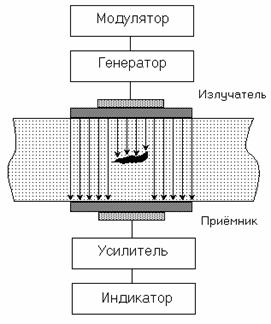 Модулятор
Генератор
Излучатель
Приёмник
Усилитель
Индикатор